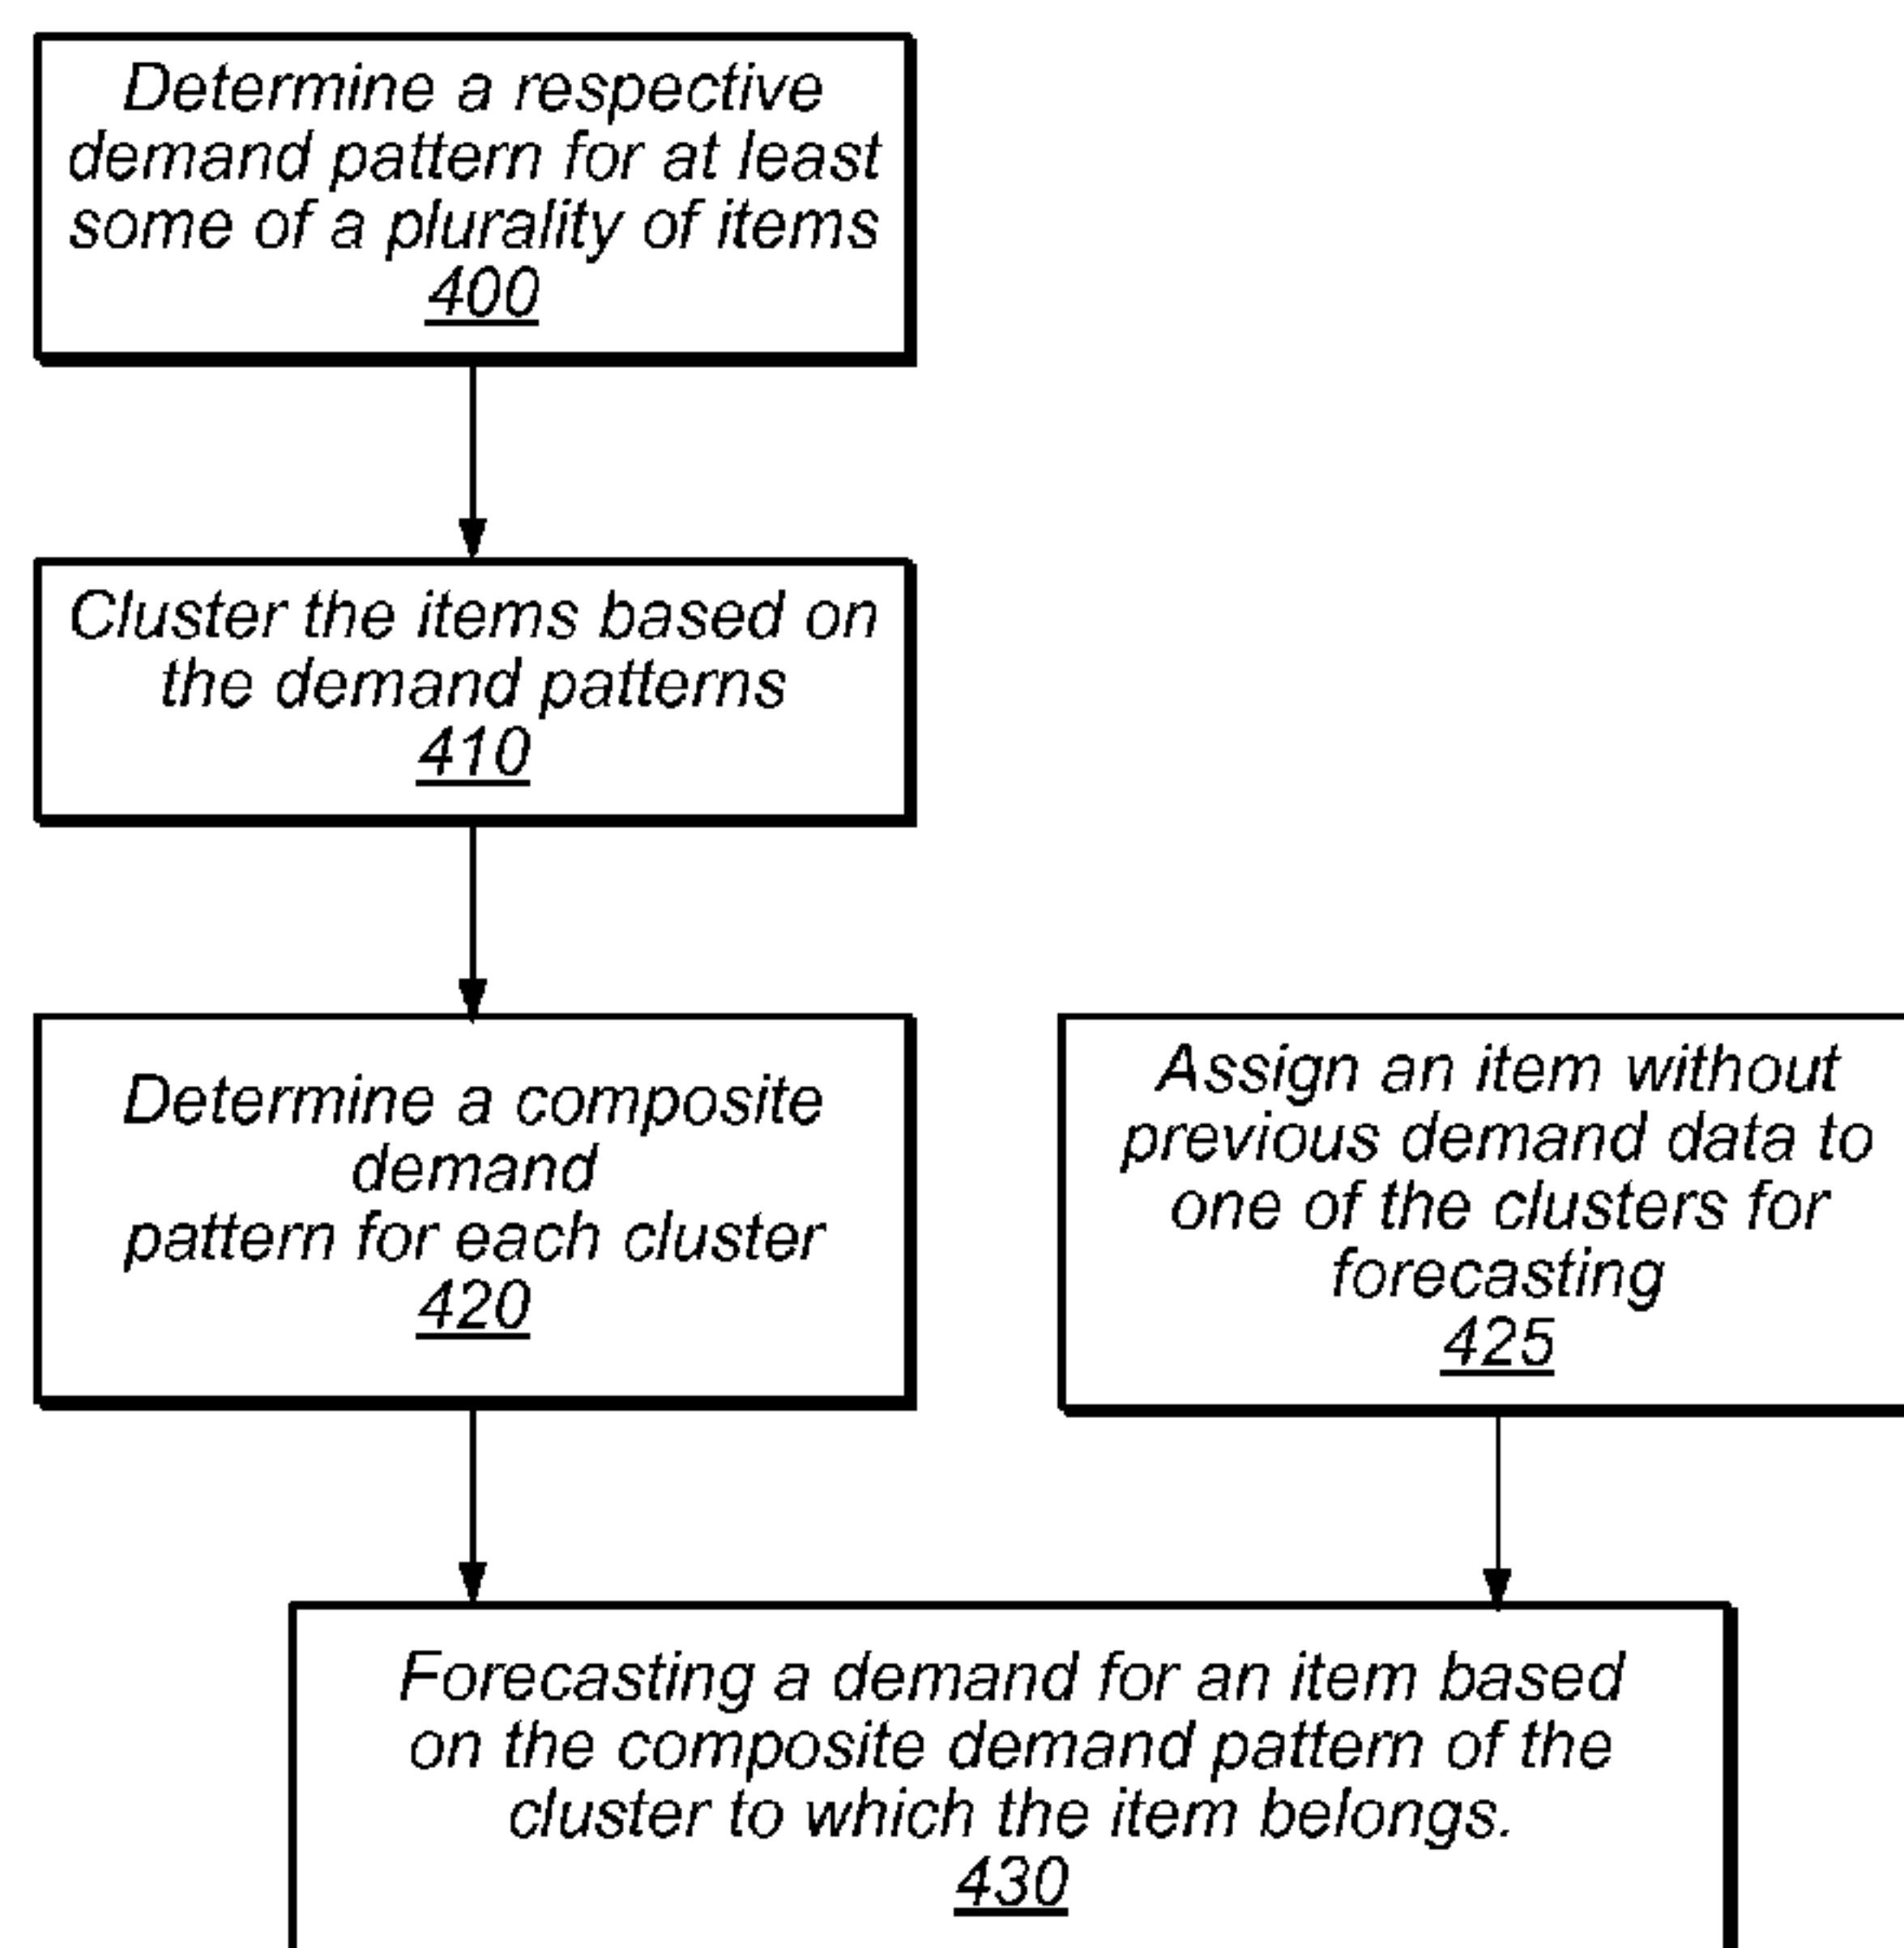 Determine a respective
demand pattern for at least
some of a plurality of items
400
Cluster the items based on
the demand patterns
410
Determine a composite
demand
pattern for each cluster
420
Assign an item without
previous demand data to
one of the clusters for
forecasting
425
Forecasting a demand for an item based
on the composite demand pattern of the
cluster to which the item belongs.
430